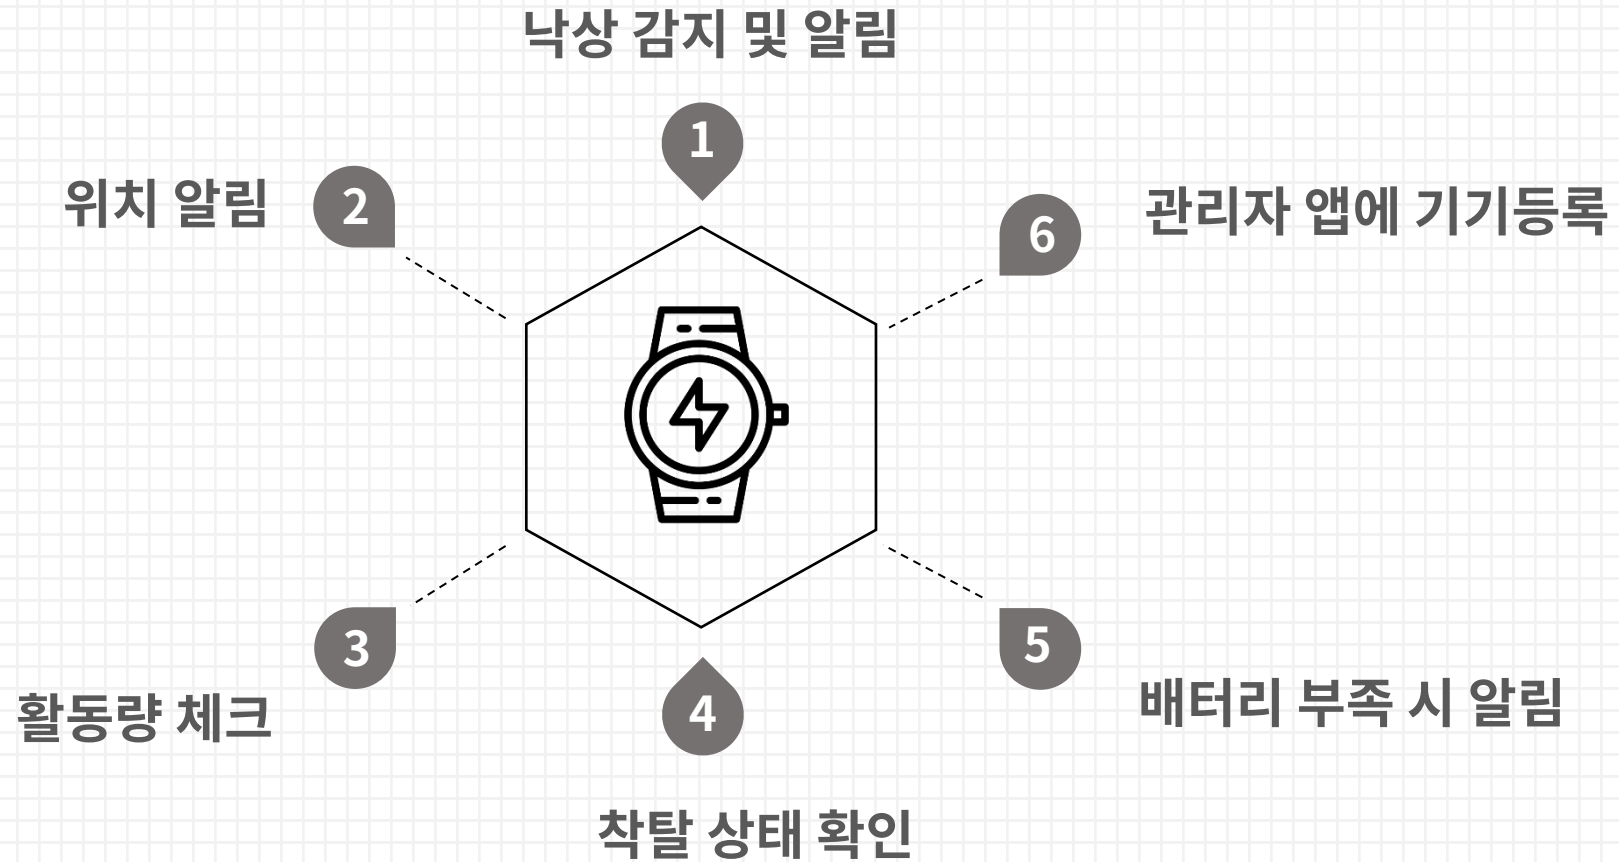 낙상 감지 및 알림
1
위치 알림
2
6
관리자 앱에 기기등록
3
활동량 체크
4
착탈 상태 확인
5
배터리 부족 시 알림